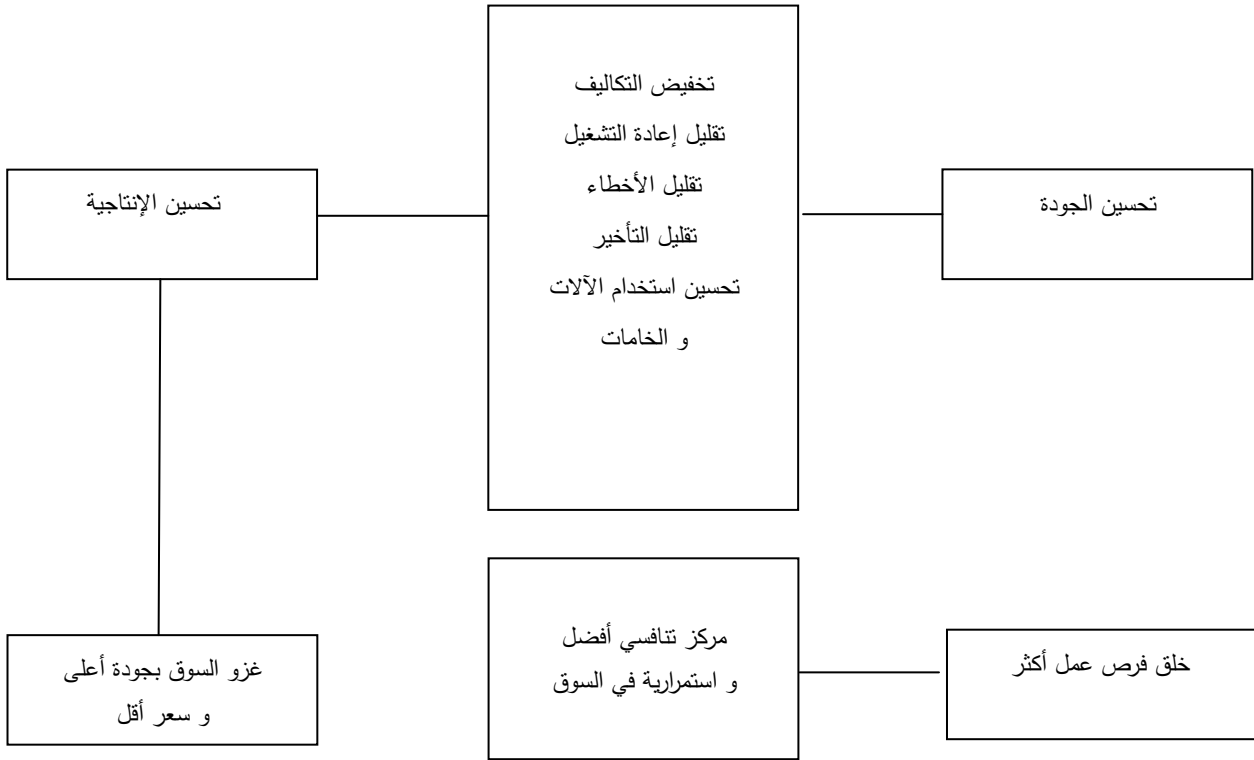 تحسين الجودة
تخفيض التكاليف
تقليل إعادة التشغيل
تقليل الأخطاء
تقليل التأخير
تحسين استخدام الآلات
و الخامات
تحسين الإنتاجية
خلق فرص عمل أكثر
مركز تنافسي أفضل
و استمرارية في السوق
غزو السوق بجودة أعلى
و سعر أقل